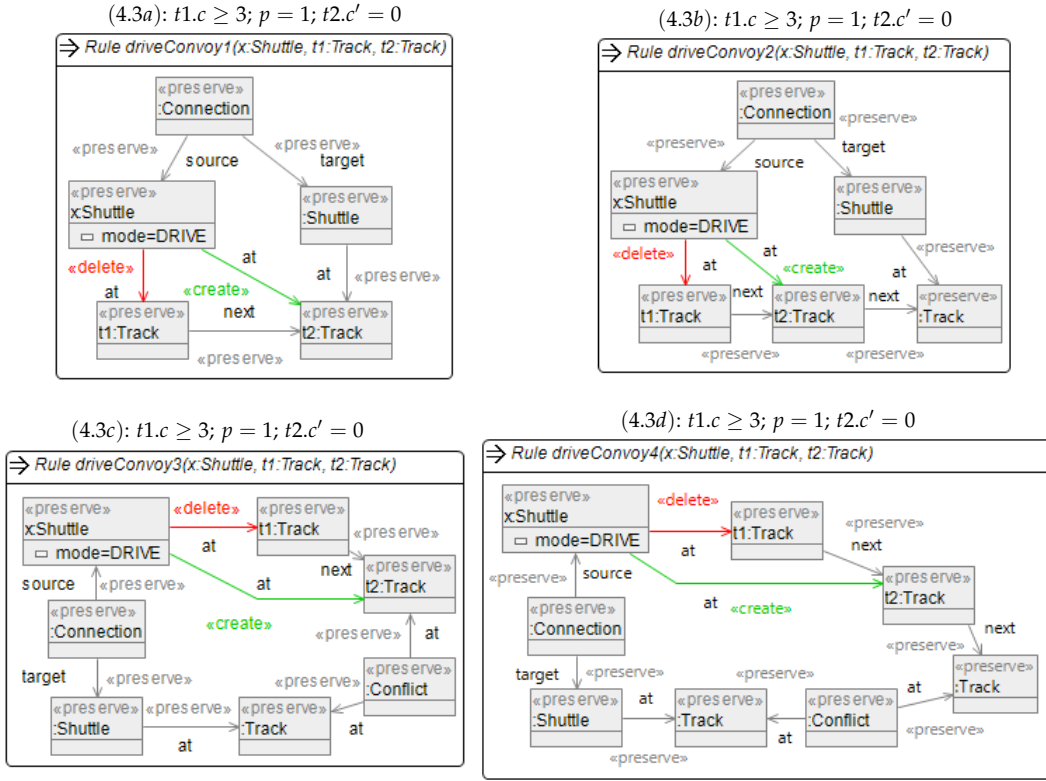 (4.3a): t1.c ≥ 3; p = 1; t2.c′ = 0
Rule driveConvoy1(x:Shuttle, t1:Track, t2:Track)
«preserve»
:Connection
«preserve»
source
target
«preserve»
«preserve»
x:Shuttle
mode=DRIVE
«preserve»
:Shuttle
«delete»
at
at
«create»
at
«preserve»
«preserve»
t1:Track
next
«preserve»
«preserve»
t2:Track
(4.3b): t1.c ≥ 3; p = 1; t2.c′ = 0
Rule driveConvoy2(x:Shuttle, t1:Track, t2:Track)
«preserve»
:Connection
«preserve»
«preserve»
source
target
«preserve»
x:Shuttle
mode=DRIVE
«preserve»
:Shuttle
«delete»
at
at
«create»
at
«preserve»
«preserve»
t1:Track
next
«preserve»
«preserve»
t2:Track
next
«preserve»
«preserve»
:Track
(4.3c): t1.c ≥ 3; p = 1; t2.c′ = 0
Rule driveConvoy3(x:Shuttle, t1:Track, t2:Track)
«preserve»
x:Shuttle
mode=DRIVE
«delete»
at
«preserve»
t1:Track
«preserve»
next
at
«create»
«preserve»
t2:Track
source
«preserve»
«preserve»
:Connection
«preserve»
at
target
«preserve»
«preserve»
:Conflict
«preserve»
:Shuttle
«preserve»
at
«preserve»
:Track
«preserve»
at
(4.3d): t1.c ≥ 3; p = 1; t2.c′ = 0
Rule driveConvoy4(x:Shuttle, t1:Track, t2:Track)
«preserve»
x:Shuttle
mode=DRIVE
«delete»
at
«preserve»
t1:Track
«preserve»
next
at
«create»
«preserve»
t2:Track
«preserve»
source
«preserve»
:Connection
next
«preserve»
«preserve»
:Track
target
«preserve»
«preserve»
:Shuttle
at
«preserve»
«preserve»
:Track
«preserve»
at
«preserve»
:Conflict
at
«preserve»